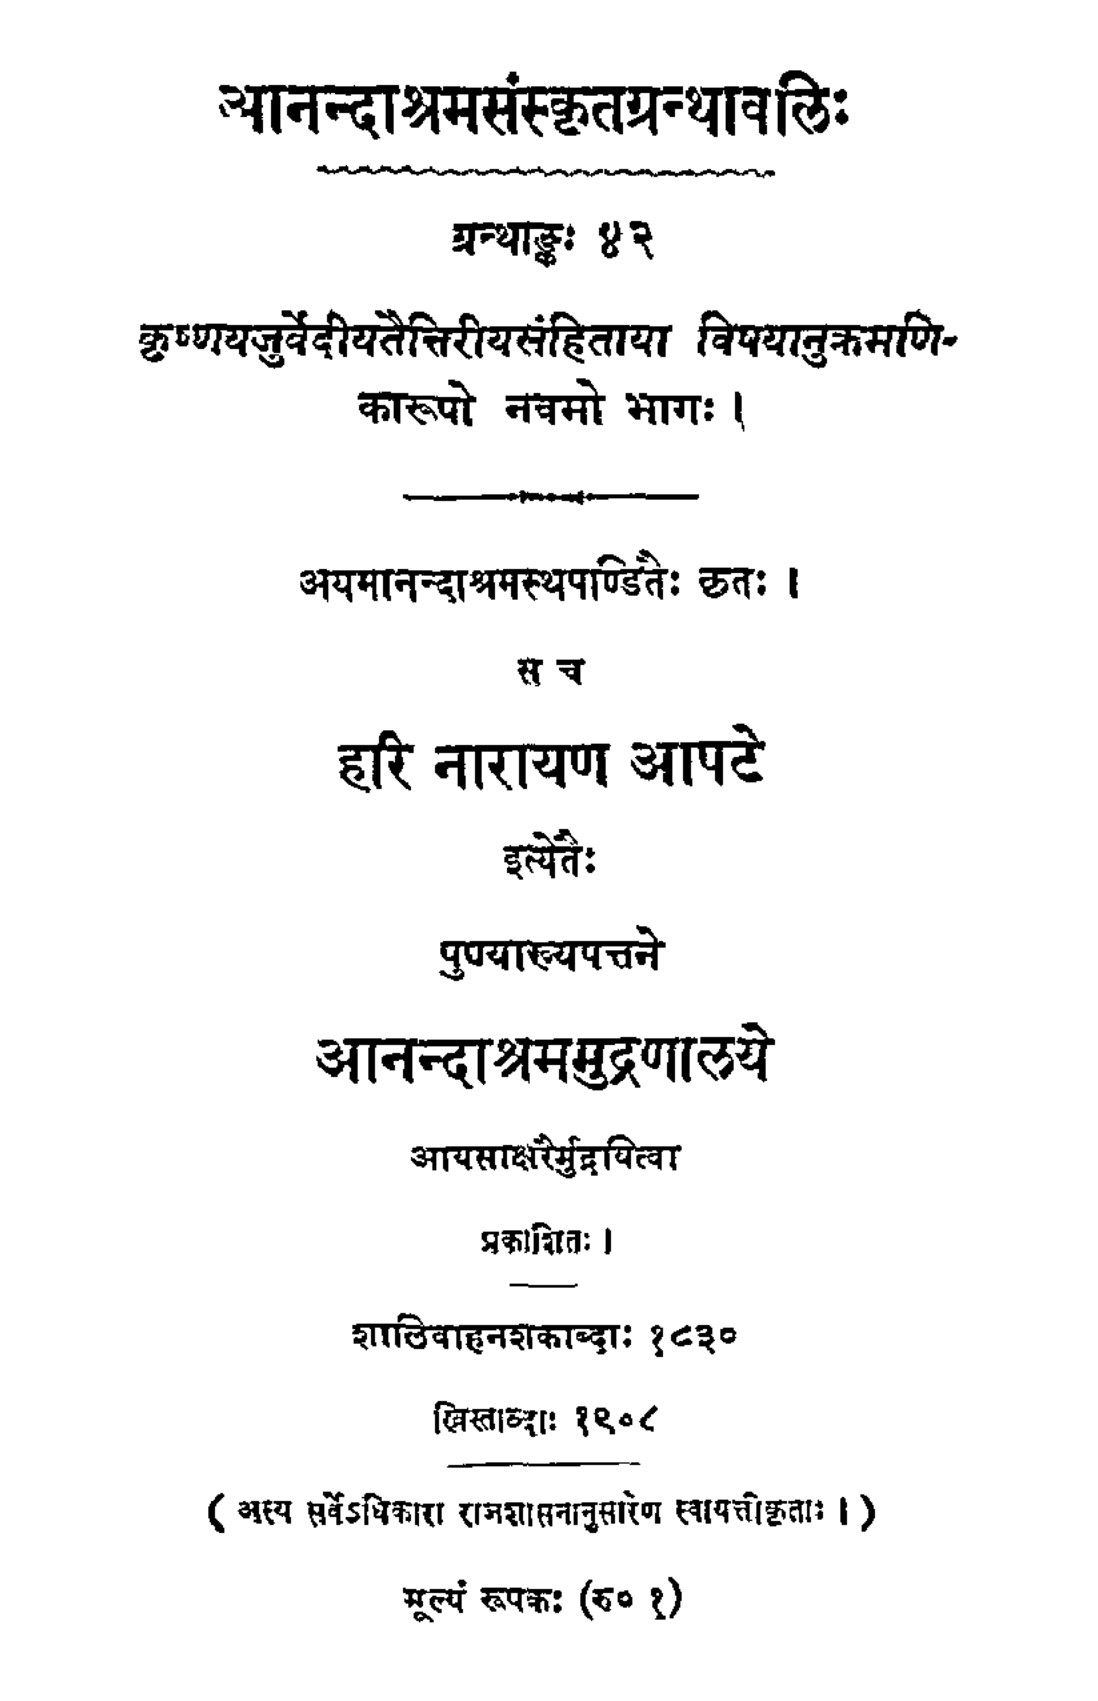 आनन्दाश्रमसंस्कृतग्रन्थावलिः
ग्रन्थाङ्कः ४२
कृष्णयजुर्वेदीयतैत्तिरीयसंहिताया विषयानुक्रमणि-
कारूपो नवमो भागः ।
अयमानन्दाश्रमस्थपण्डितैः कृतः ।
स च
हरि नारायण आपटे
इत्येतैः
पुण्याख्यपत्तने
आनन्दाश्रममुद्रणालये
आयसाक्षरैर्मुद्रयित्वा
प्रकाशितः ।
शालिवाहनशकाब्दाः १८३०
ख्रिस्ताब्दाः १९०८
( अस्य सर्वेऽधिकारा राजशासनानुसारेण स्वायत्तीकृताः । )
मूल्यं रूपकः (रु० १)